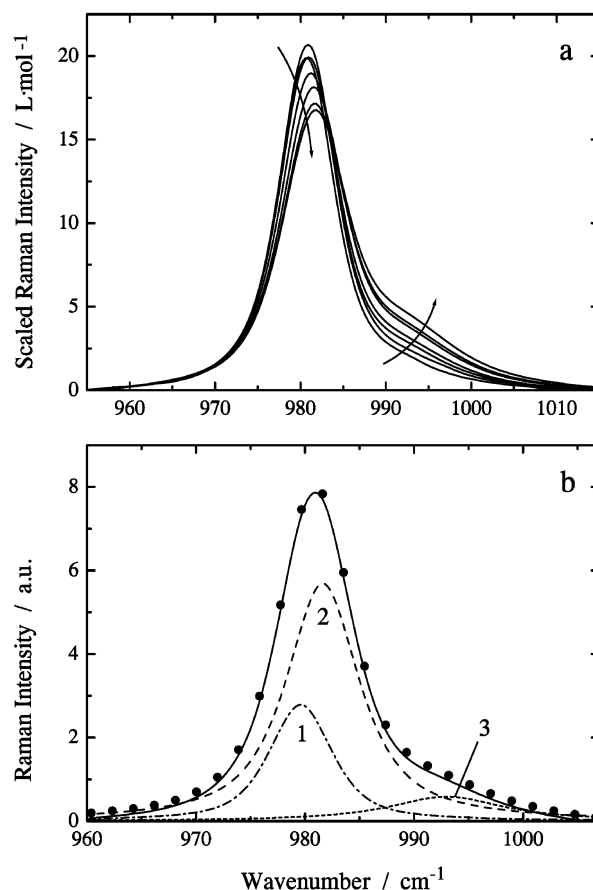 a
Scaled Raman Intensity / L·mol⁻¹
20
15
10
5
0
960 970 980 990 1000 1010
b
Raman Intensity / a.u.
8
6
4
2
0
2
1
3
960 970 980 990 1000
Wavenumber / cm⁻¹